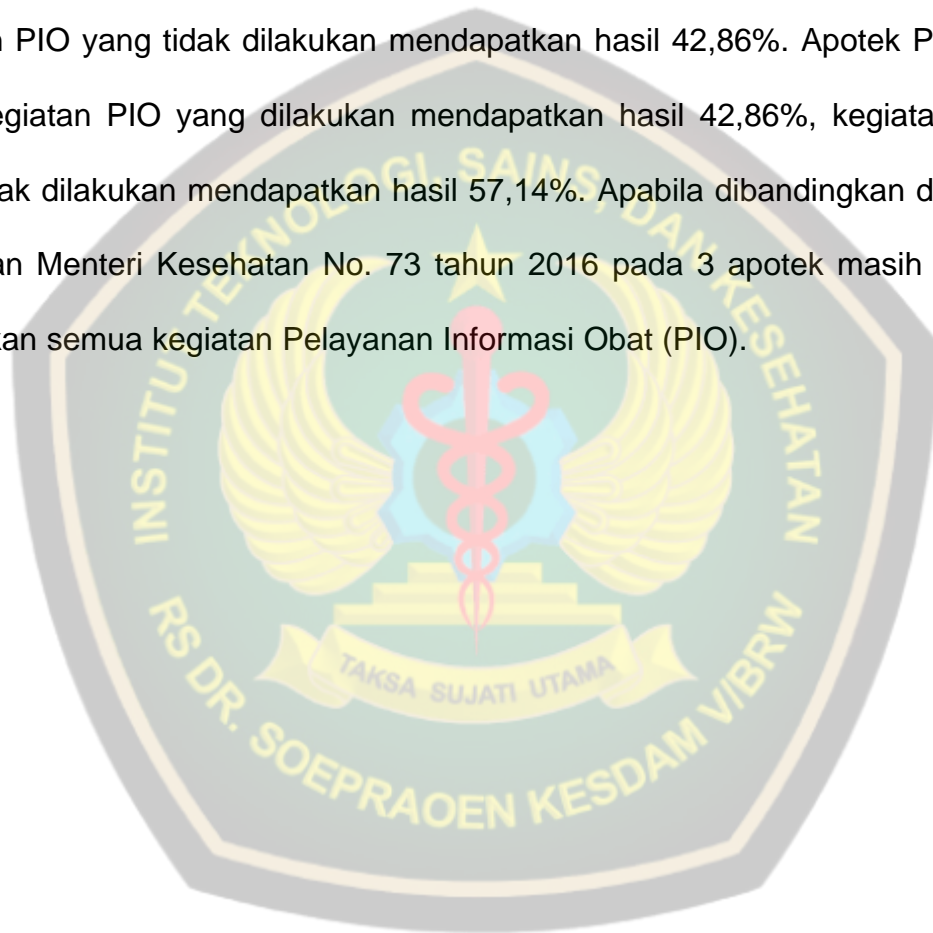 n PIO yang tidak dilakukan mendapatkan hasil 42,86%. Apotek P
egiatan PIO yang dilakukan mendapatkan hasil 42,86%, kegiata
ak dilakukan mendapatkan hasil 57,14%. Apabila dibandingkan d
an Menteri Kesehatan No. 73 tahun 2016 pada 3 apotek masih
kan semua kegiatan Pelayanan Informasi Obat (PIO).
INSTITUT TEKNOLOGI, SAINS, DAN KESEHATAN
TAKSA SUJATI UTAMA
RS DR. SOEPRAOEN KESDAM V/BRW